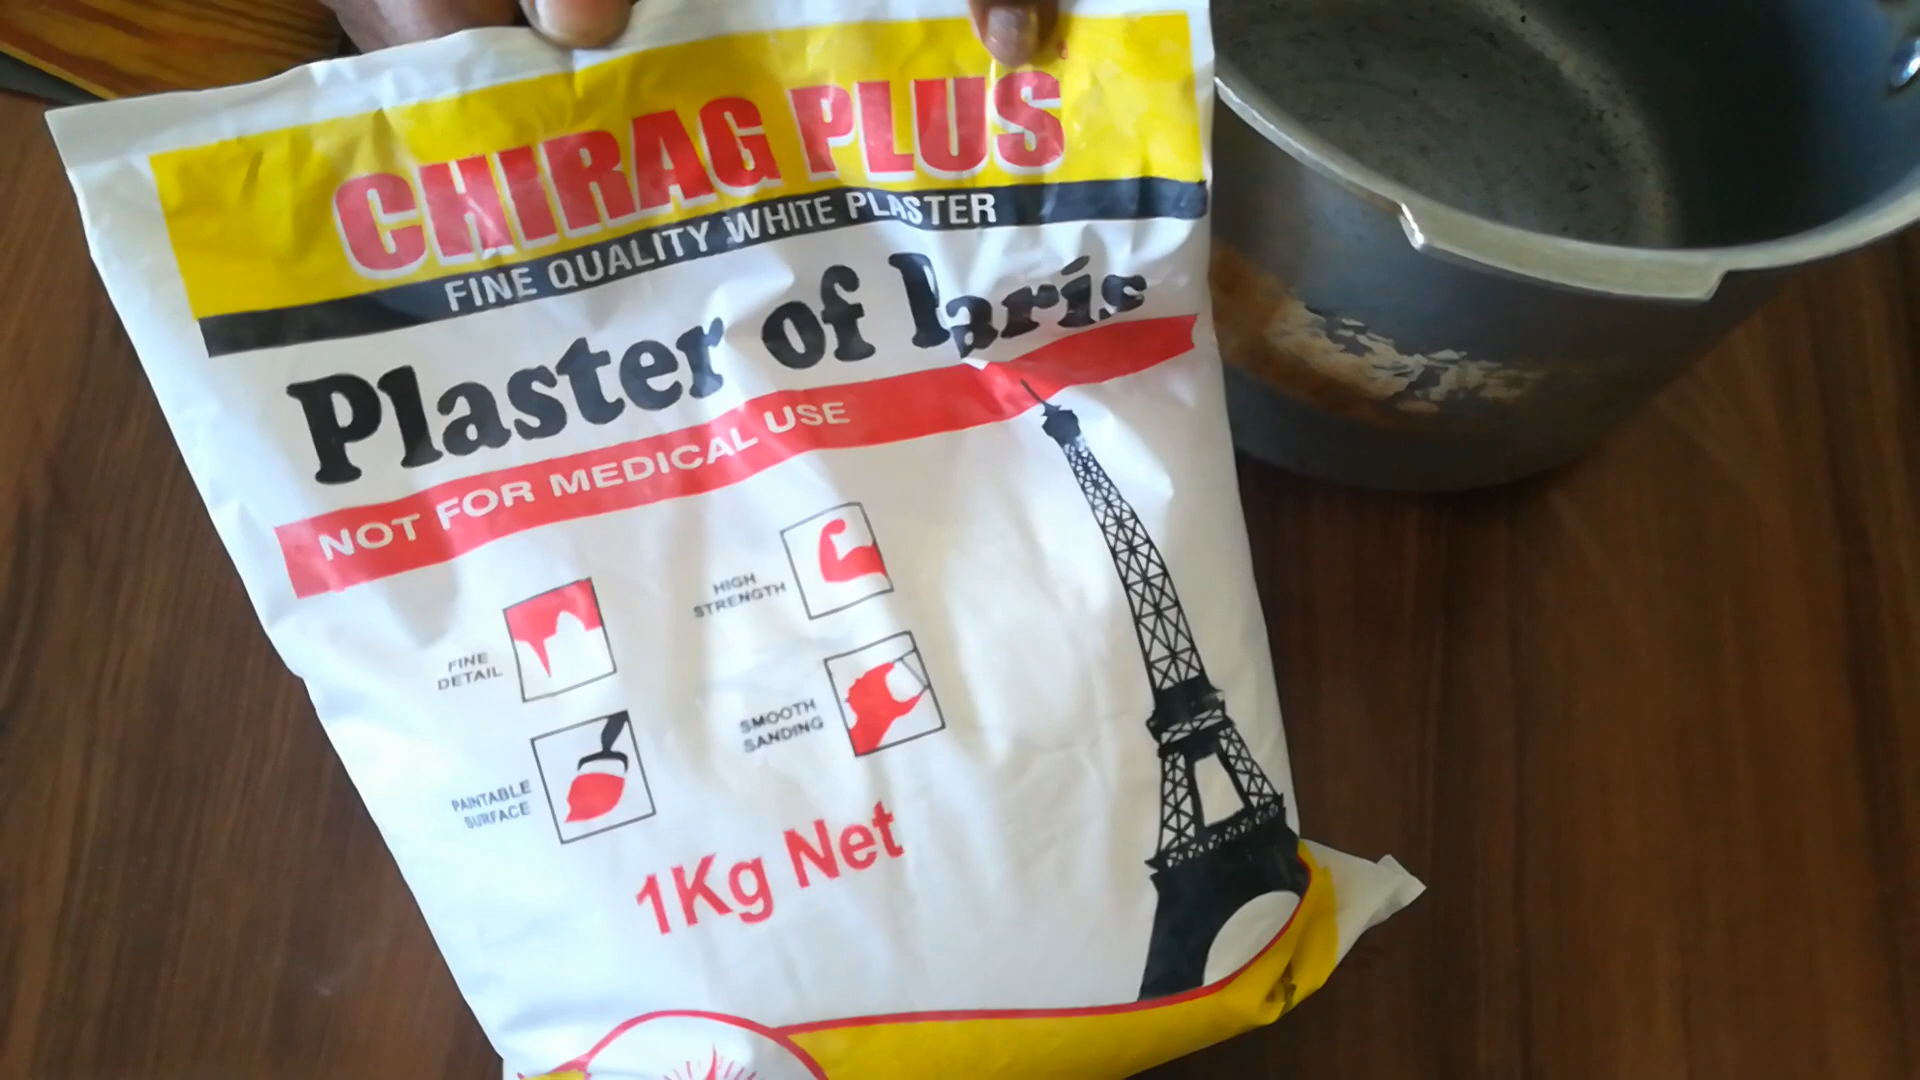 CHIRAG PLUS
FINE QUALITY WHITE PLASTER
Plaster of Paris
NOT FOR MEDICAL USE
FINE
DETAIL
HIGH
STRENGTH
PAINTABLE
SURFACE
SMOOTH
SANDING
1Kg Net